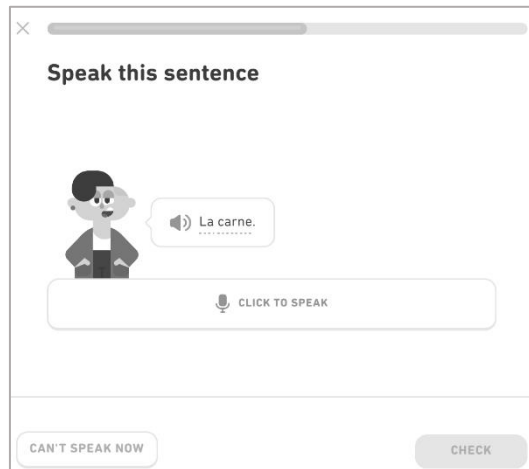 Speak this sentence
La carne.
CLICK TO SPEAK
CAN'T SPEAK NOW
CHECK